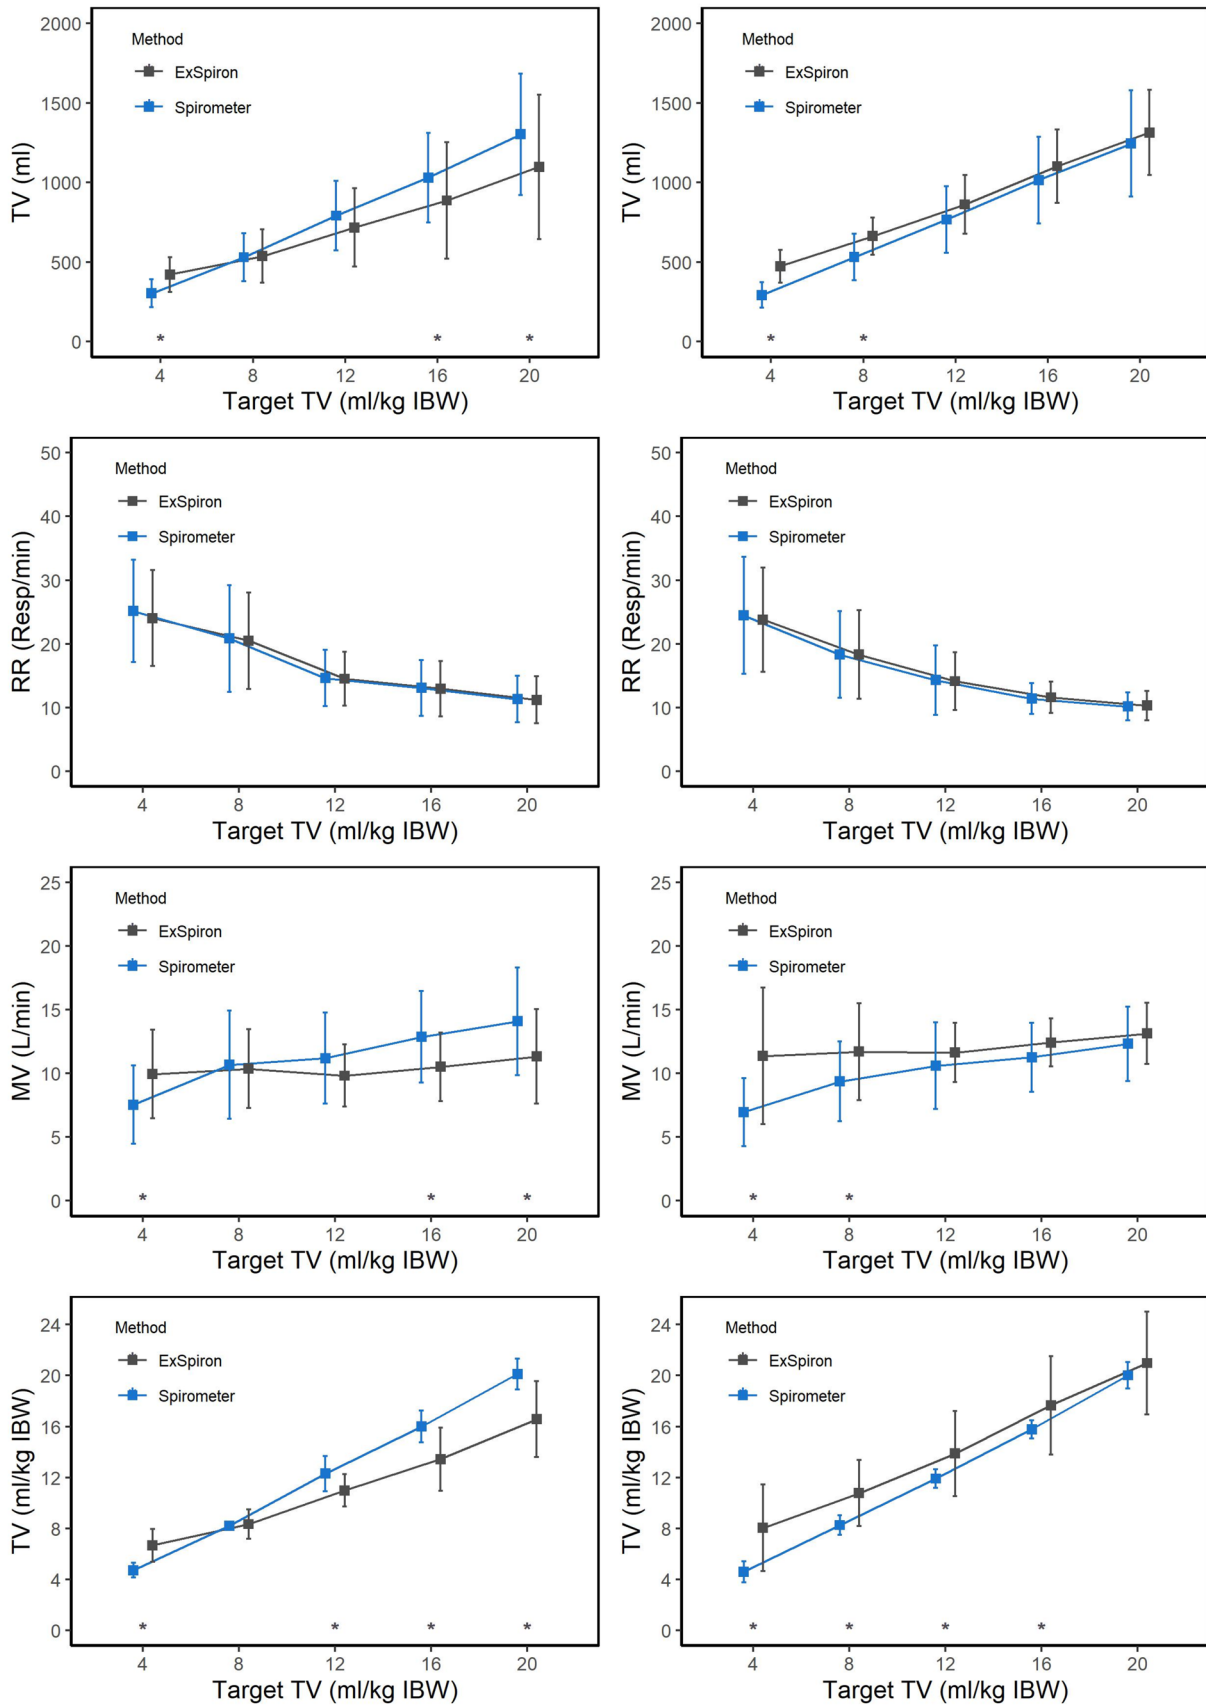 TV (ml)
2000
1500
1000
500
0
Method
ExSpiron
Spirometer
* * *
4 8 12 16 20
Target TV (ml/kg IBW)
TV (ml)
2000
1500
1000
500
0
Method
ExSpiron
Spirometer
* *
4 8 12 16 20
Target TV (ml/kg IBW)
RR (Resp/min)
50
40
30
20
10
0
Method
ExSpiron
Spirometer
4 8 12 16 20
Target TV (ml/kg IBW)
RR (Resp/min)
50
40
30
20
10
0
Method
ExSpiron
Spirometer
4 8 12 16 20
Target TV (ml/kg IBW)
MV (L/min)
25
20
15
10
5
0
Method
ExSpiron
Spirometer
* * *
4 8 12 16 20
Target TV (ml/kg IBW)
MV (L/min)
25
20
15
10
5
0
Method
ExSpiron
Spirometer
* *
4 8 12 16 20
Target TV (ml/kg IBW)
TV (ml/kg IBW)
24
20
16
12
8
4
0
Method
ExSpiron
Spirometer
* * * *
4 8 12 16 20
Target TV (ml/kg IBW)
TV (ml/kg IBW)
24
20
16
12
8
4
0
Method
ExSpiron
Spirometer
* * * *
4 8 12 16 20
Target TV (ml/kg IBW)